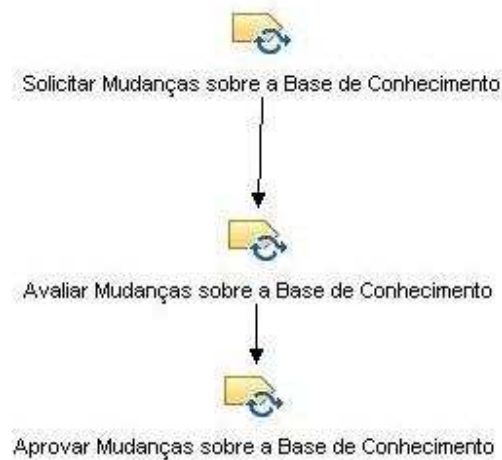 Solicitar Mudanças sobre a Base de Conhecimento
Avaliar Mudanças sobre a Base de Conhecimento
Aprovar Mudanças sobre a Base de Conhecimento